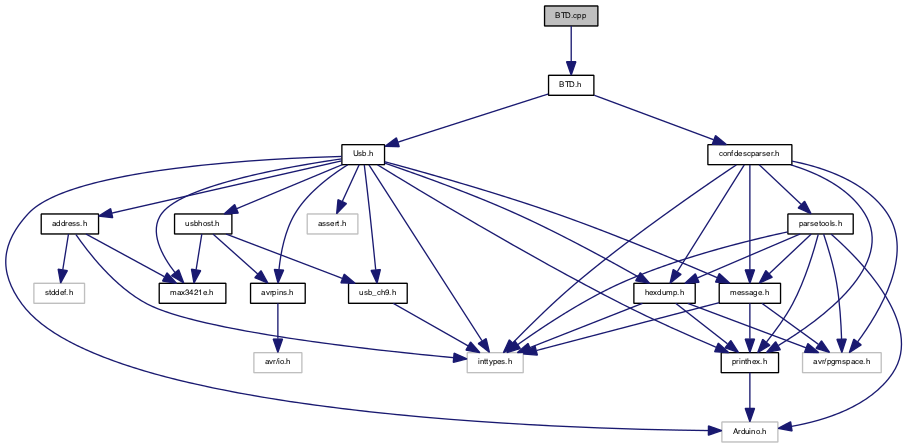 BTD.cpp
BTD.h
Usb.h
confdescparser.h
address.h
usbhost.h
assert.h
parsetools.h
stddef.h
max3421e.h
avrpins.h
usb_ch9.h
hexdump.h
message.h
avr/io.h
inttypes.h
printhex.h
avr/pgmspace.h
Arduino.h